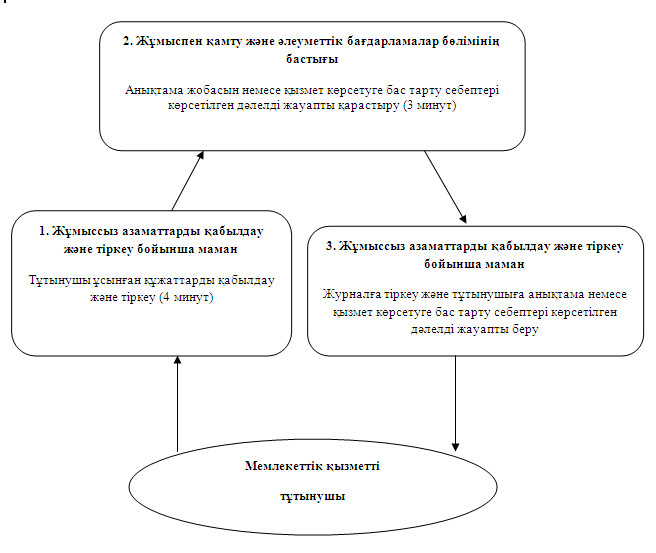 2. Жұмыспен қамту және әлеуметтік бағдарламалар бөлімінің
бастығы
Анықтама жобасын немесе қызмет көрсетуге бас тарту себептері
көрсетілген дәлелді жауапты қарастыру (3 минут)
1. Жұмыссыз азаматтарды қабылдау
және тіркеу бойынша маман
Тұтынушы ұсынған құжаттарды қабылдау
және тіркеу (4 минут)
3. Жұмыссыз азаматтарды қабылдау және тіркеу
бойынша маман
Журналға тіркеу және тұтынушыға анықтама немесе
қызмет көрсетуге бас тарту себептері көрсетілген
дәлелді жауапты беру
Мемлекеттік қызметті
тұтынушы